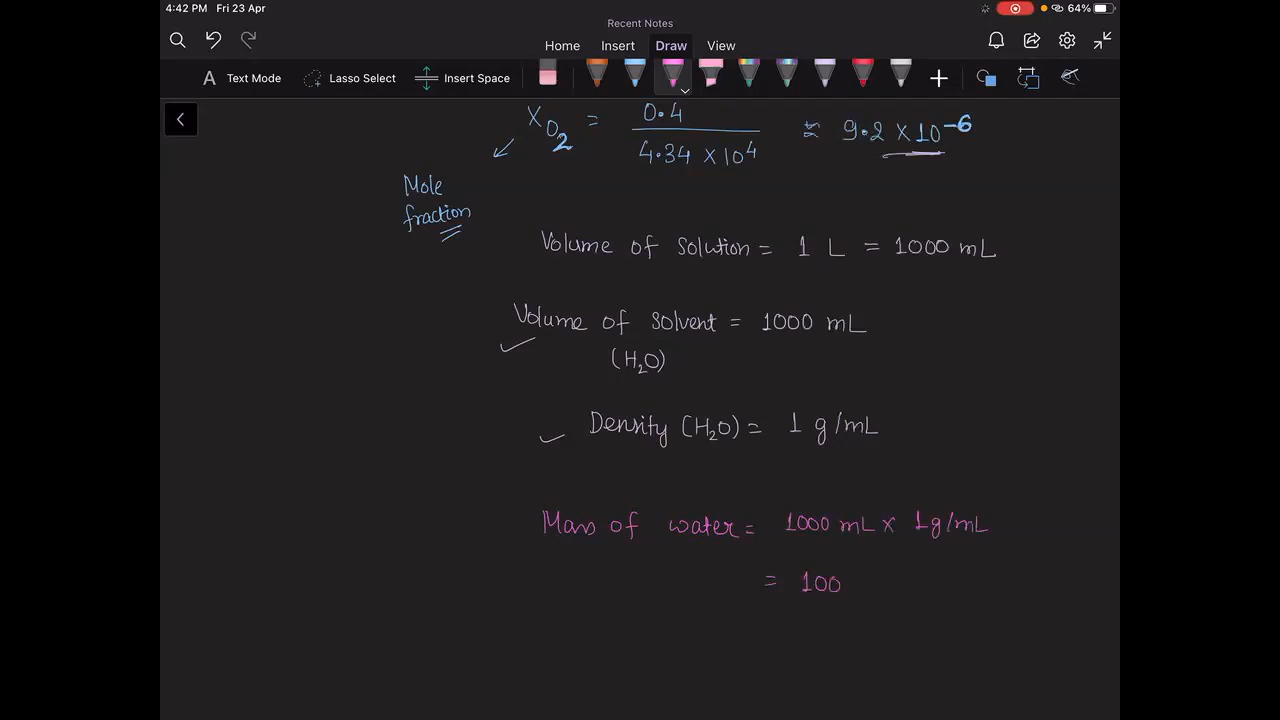 4:42 PM Fri 23 Apr
64%
Recent Notes
Home Insert Draw View
A Text Mode Lasso Select Insert Space
X O2 = 0.4 / 4.34 × 10^4 ≈ 9.2 × 10^-6
Mole
fraction
Volume of solution = 1 L = 1000 mL
Volume of solvent = 1000 mL
(H2O)
Density (H2O) = 1 g/mL
Mass of water = 1000 mL × 1g/mL
= 100